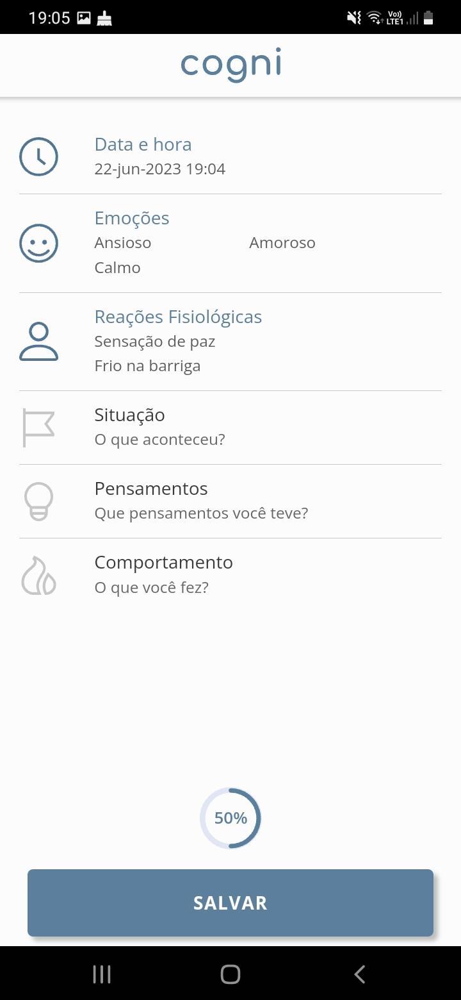 19:05 Vo)) LTE1
cogni
Data e hora
22-jun-2023 19:04
Emoções
Ansioso Amoroso
Calmo
Reações Fisiológicas
Sensação de paz
Frio na barriga
Situação
O que aconteceu?
Pensamentos
Que pensamentos você teve?
Comportamento
O que você fez?
50%
SALVAR